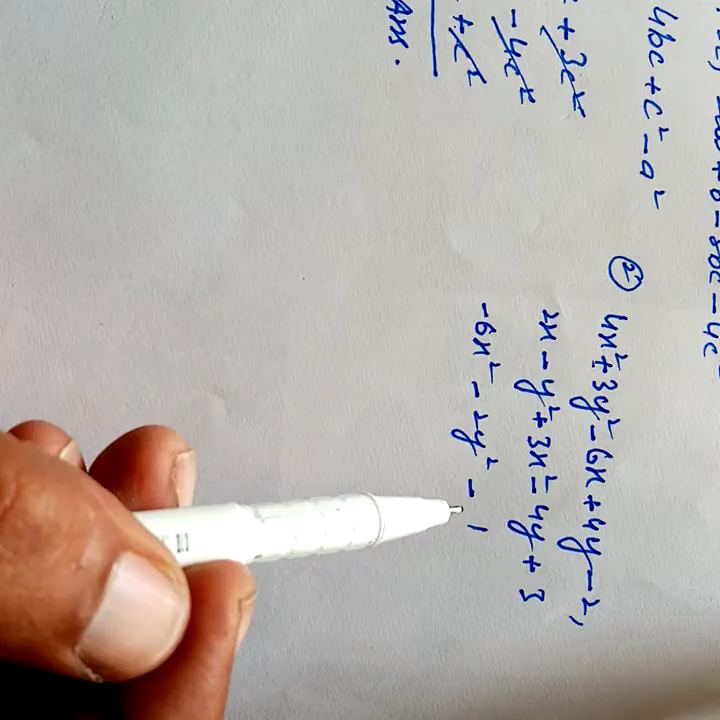 4bc + c² - a²
+ 3c²
- 4c²
+ c²
Ans.
② 4x² + 3y² - 6x + 4y - 2,
2x - y² + 3x² - 4y + 3
-6x² - 2y² - 1